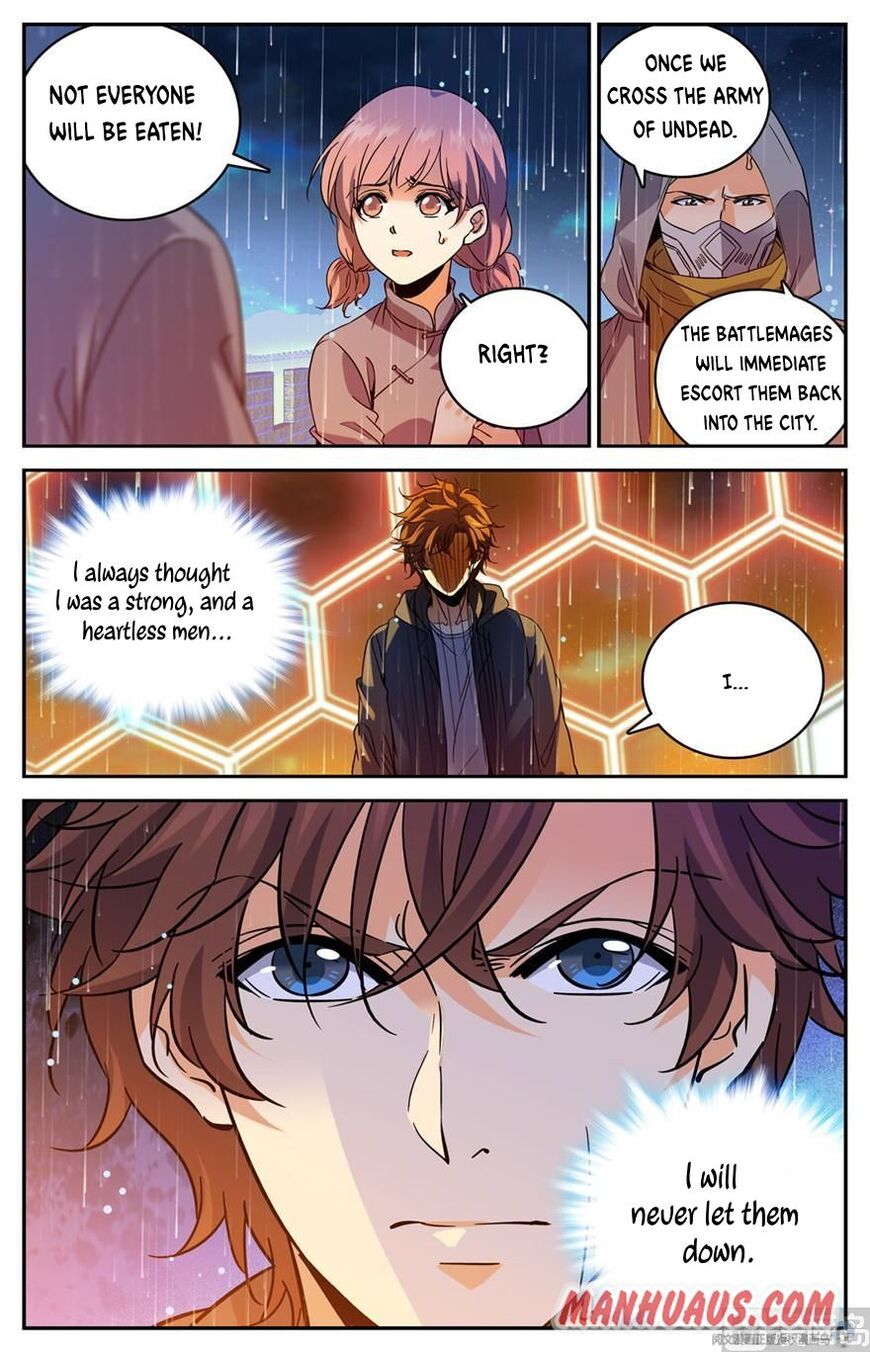 NOT EVERYONE
WILL BE EATEN!
RIGHT?
ONCE WE
CROSS THE ARMY
OF UNDEAD.
THE BATTLEMAGES
WILL IMMEDIATE
ESCORT THEM BACK
INTO THE CITY.
I always thought
I was a strong, and a
heartless men...
I...
I will
never let them
down.
MANHUAUS.COM